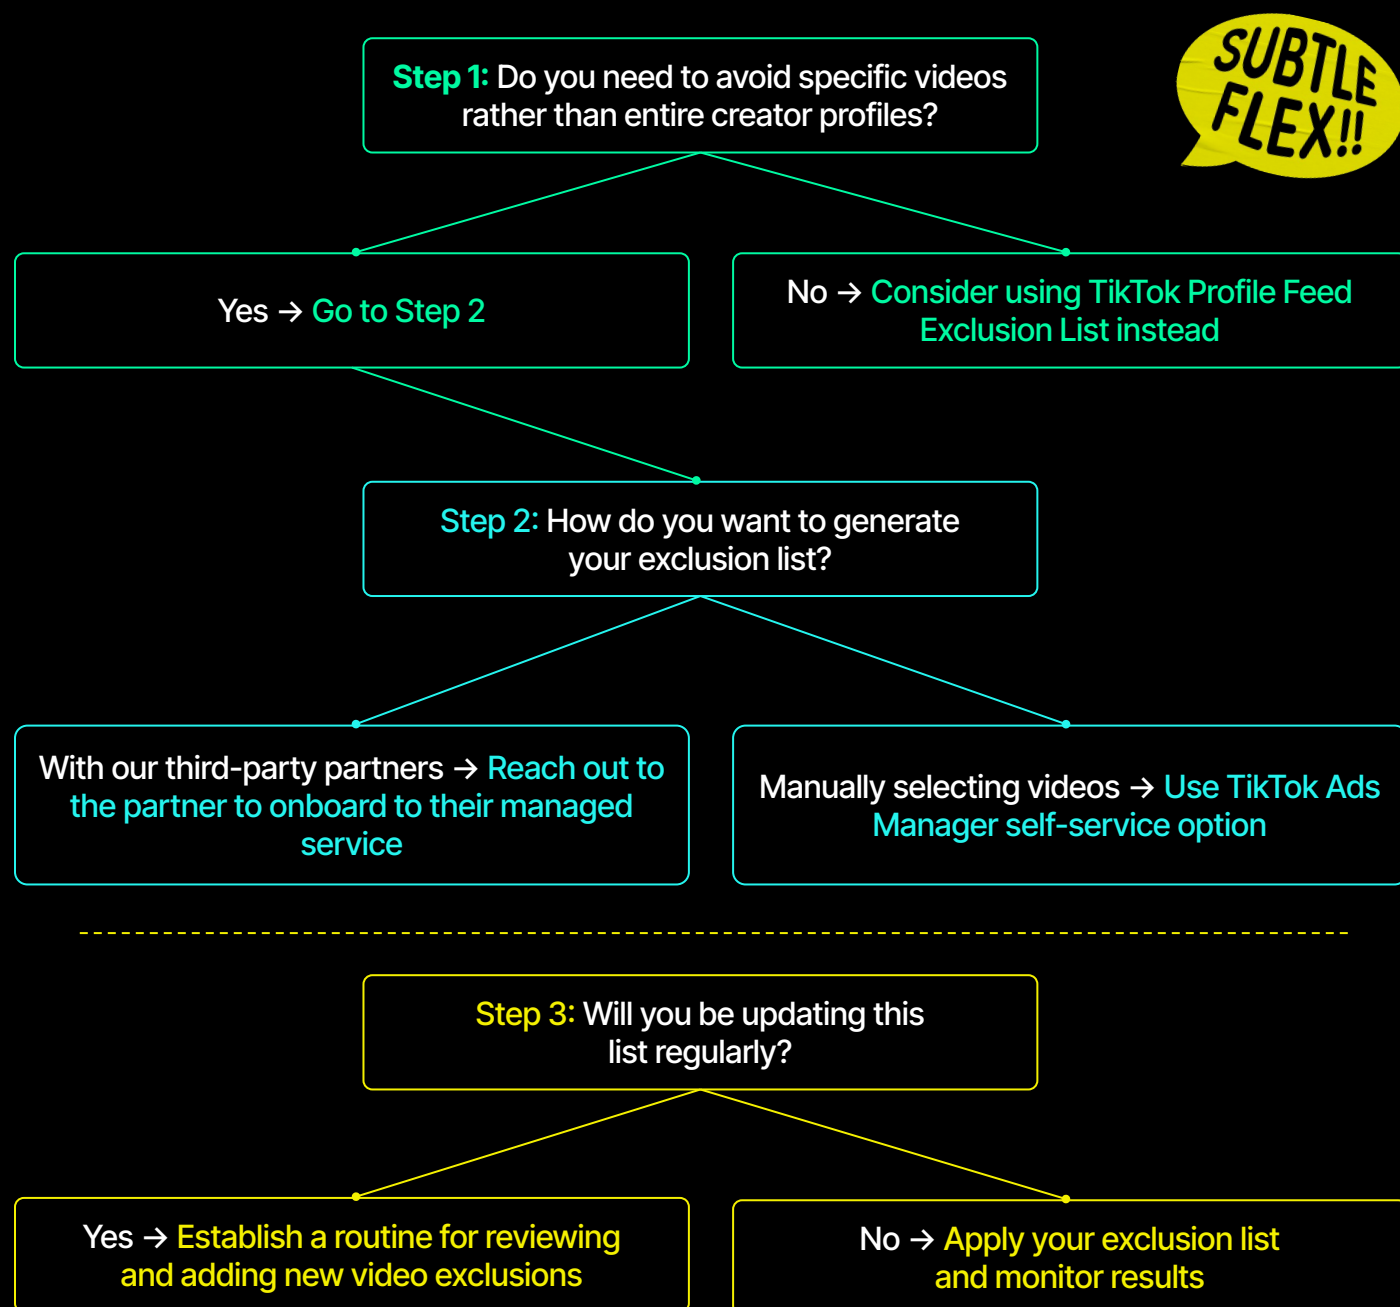 SUBTLE
FLEX!!
Step 1: Do you need to avoid specific videos
rather than entire creator profiles?
Yes → Go to Step 2
No → Consider using TikTok Profile Feed
Exclusion List instead
Step 2: How do you want to generate
your exclusion list?
With our third-party partners → Reach out to
the partner to onboard to their managed
service
Manually selecting videos → Use TikTok Ads
Manager self-service option
Step 3: Will you be updating this
list regularly?
Yes → Establish a routine for reviewing
and adding new video exclusions
No → Apply your exclusion list
and monitor results